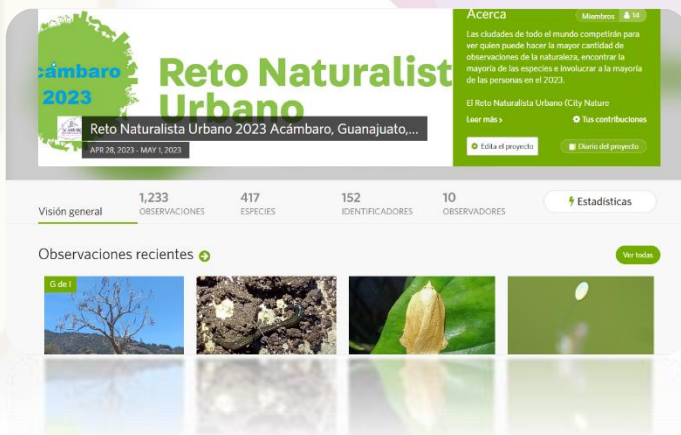 Acámbaro
2023
Reto Naturalist
Urbano
Reto Naturalista Urbano 2023 Acámbaro, Guanajuato,...
APR 28, 2023 - MAY 1, 2023
Acerca
Miembros 14
Las ciudades de todo el mundo competirán para
ver quien puede hacer la mayor cantidad de
observaciones de la naturaleza, encontrar la
mayoría de las especies e involucrar a la mayoría
de las personas en el 2023.
El Reto Naturalista Urbano (City Nature
Leer más >
Tus contribuciones
Edita el proyecto
Diario del proyecto
Visión general
1,233
OBSERVACIONES
417
ESPECIES
152
IDENTIFICADORES
10
OBSERVADORES
Estadísticas
Observaciones recientes
Ver todas
G de I